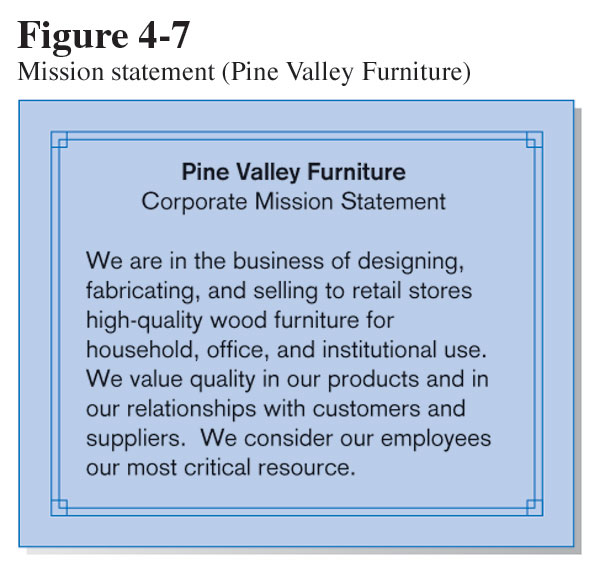 Figure 4-7
Mission statement (Pine Valley Furniture)
Pine Valley Furniture
Corporate Mission Statement
We are in the business of designing,
fabricating, and selling to retail stores
high-quality wood furniture for
household, office, and institutional use.
We value quality in our products and in
our relationships with customers and
suppliers.  We consider our employees
our most critical resource.